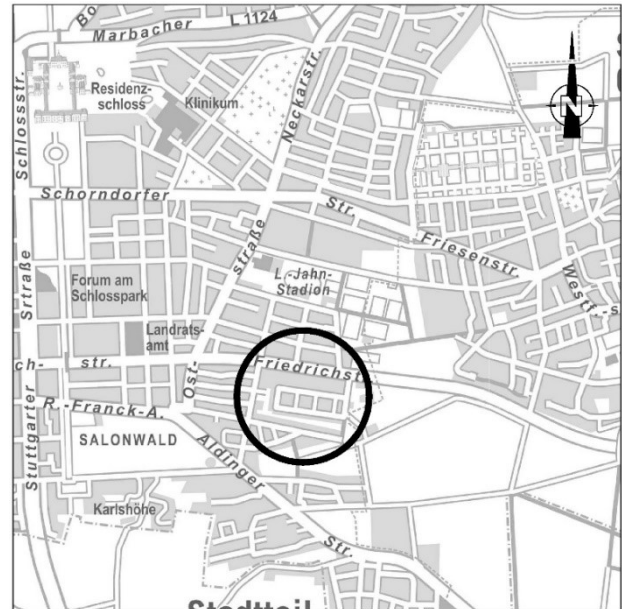 Marbacher
L 1124
Schlossstr.
Residenz-
schloss
Klinikum
Neckarstr.
N
Schorndorfer
Str.
Friesenstr.
straße
L.-Jahn-
Stadion
Forum am
Schlosspark
Srtraße
Landrats-
amt
ch-
str.
Ost-
Friedrichst
R.-Franck-A.
SALONWALD
Stuttgarter
Aldinger
Str.
Karlshöhe
Stadtteil